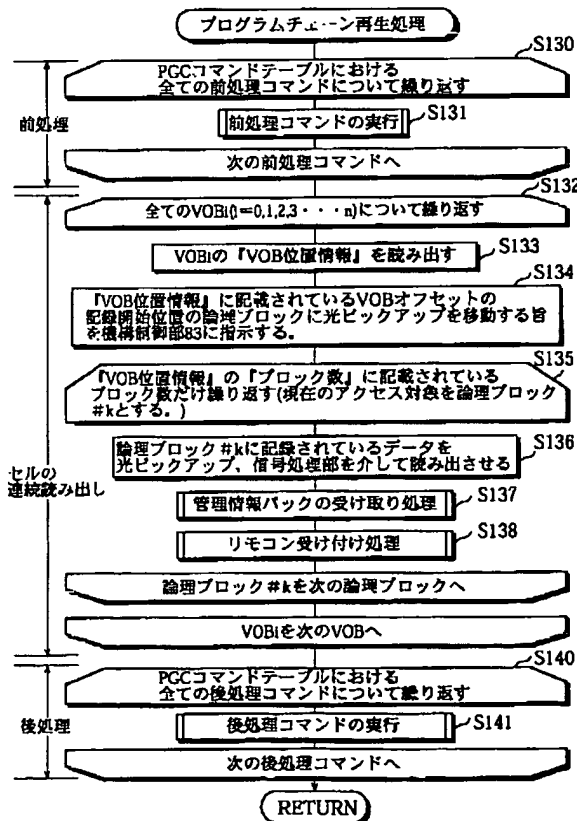 プログラムチェーン再生処理
S130
PGCコマンドテーブルにおける
全ての前処理コマンドについて繰り返す
前処理
S131
前処理コマンドの実行
次の前処理コマンドへ
S132
全てのVOBi(i=0,1,2,3・・・n)について繰り返す
S133
VOBiの『VOB位置情報』を読み出す
S134
『VOB位置情報』に記載されているVOBオフセットの
記録開始位置の論理ブロックに光ピックアップを移動する旨
を機構制御部83に指示する。
S135
『VOB位置情報』の『ブロック数』に記載されている
ブロック数だけ繰り返す(現在のアクセス対象を論理ブロック
#kとする。)
セルの
連続読み出し
S136
論理ブロック#kに記録されているデータを
光ピックアップ、信号処理部を介して読み出させる
S137
管理情報パックの受け取り処理
S138
リモコン受け付け処理
論理ブロック#kを次の論理ブロックへ
VOBiを次のVOBへ
S140
PGCコマンドテーブルにおける
全ての後処理コマンドについて繰り返す
後処理
S141
後処理コマンドの実行
次の後処理コマンドへ
RETURN